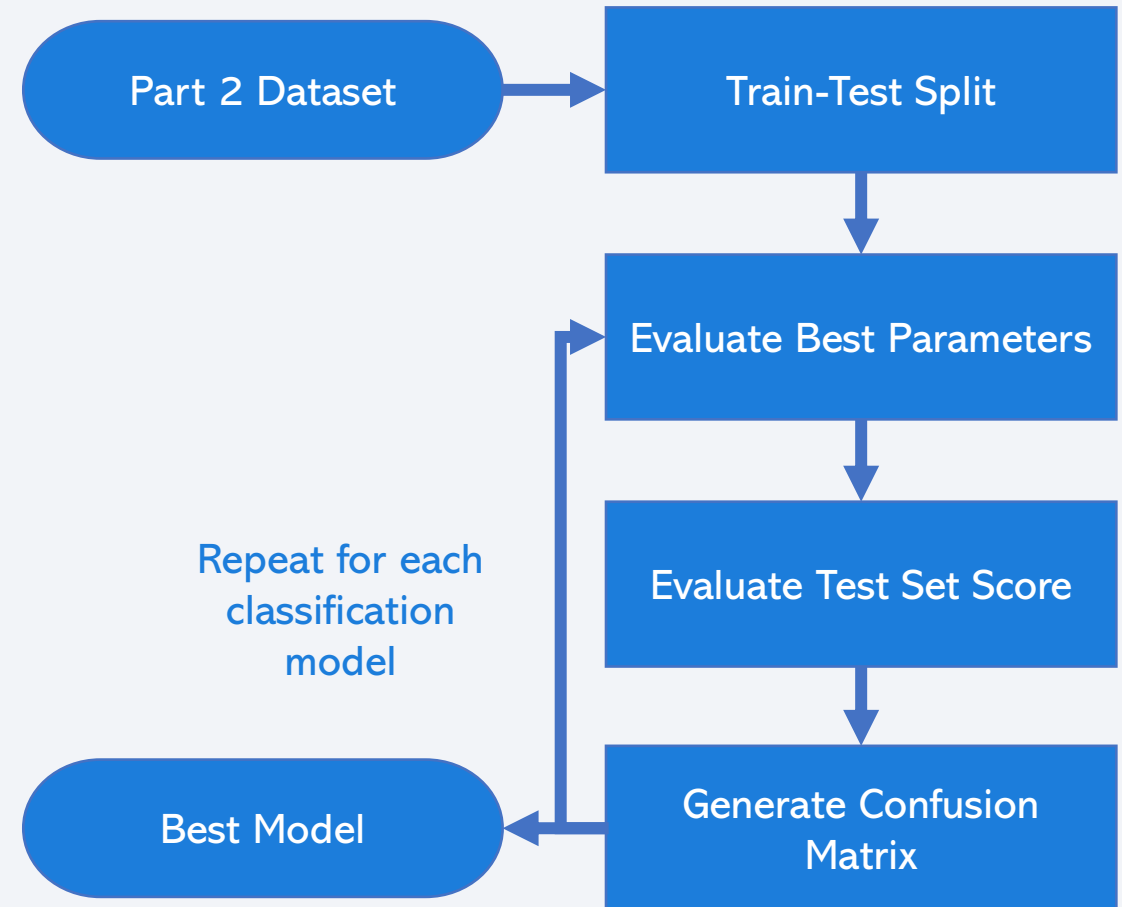 Part 2 Dataset
Train-Test Split
Evaluate Best Parameters
Evaluate Test Set Score
Repeat for each
classification
model
Generate Confusion
Matrix
Best Model